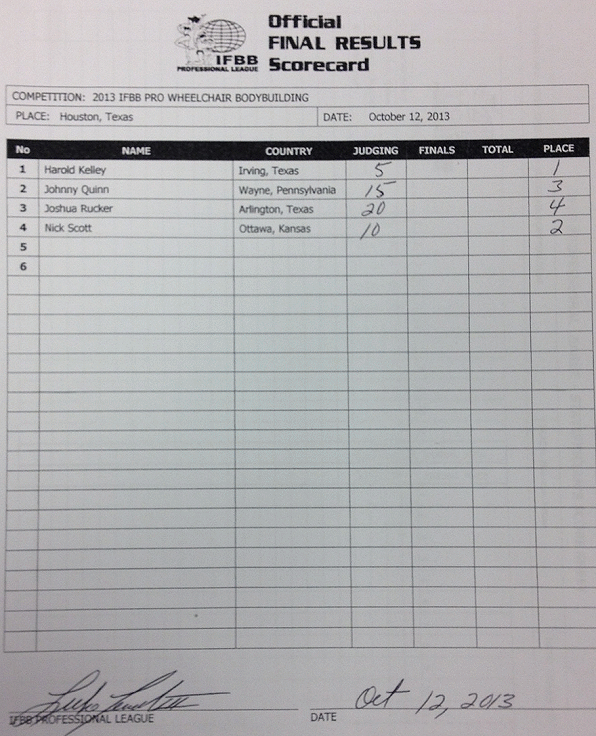 Official
FINAL RESULTS
Scorecard
IFBB
PROFESSIONAL LEAGUE
COMPETITION: 2013 IFBB PRO WHEELCHAIR BODYBUILDING
PLACE: Houston, Texas DATE: October 12, 2013
No NAME COUNTRY JUDGING FINALS TOTAL PLACE
1 Harold Kelley Irving, Texas 5 1
2 Johnny Quinn Wayne, Pennsylvania 15 3
3 Joshua Rucker Arlington, Texas 20 4
4 Nick Scott Ottawa, Kansas 10 2
5
6
Oct 12, 2013
IFBB PROFESSIONAL LEAGUE DATE